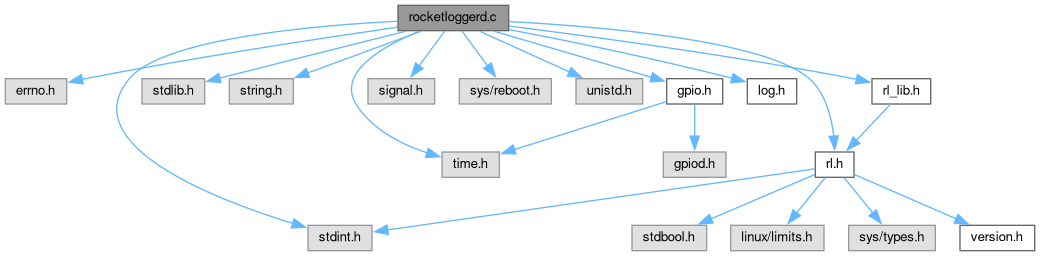 rocketloggerd.c
errno.h
stdlib.h
string.h
signal.h
sys/reboot.h
unistd.h
gpio.h
log.h
rl_lib.h
time.h
gpiod.h
rl.h
stdint.h
stdbool.h
linux/limits.h
sys/types.h
version.h